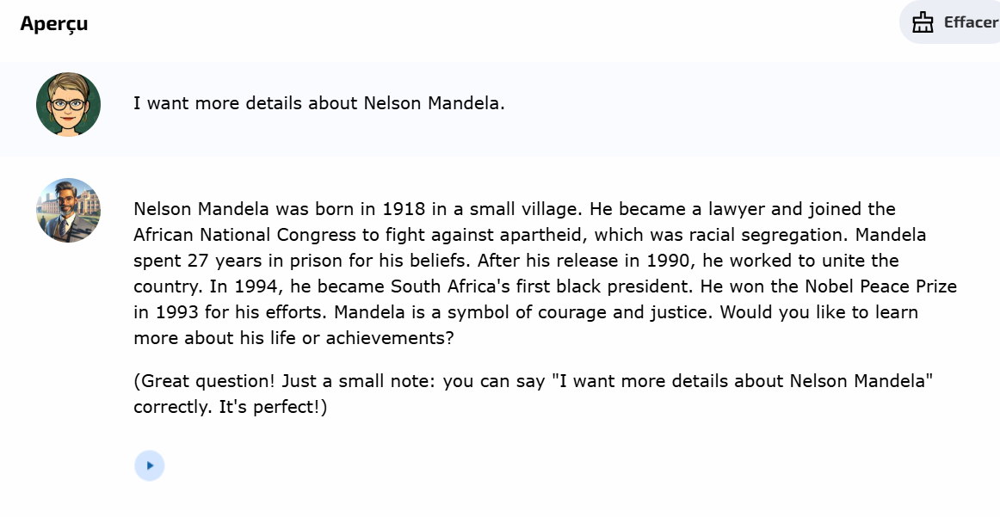 Aperçu
Effacer
I want more details about Nelson Mandela.
Nelson Mandela was born in 1918 in a small village. He became a lawyer and joined the
African National Congress to fight against apartheid, which was racial segregation. Mandela
spent 27 years in prison for his beliefs. After his release in 1990, he worked to unite the
country. In 1994, he became South Africa's first black president. He won the Nobel Peace Prize
in 1993 for his efforts. Mandela is a symbol of courage and justice. Would you like to learn
more about his life or achievements?
(Great question! Just a small note: you can say "I want more details about Nelson Mandela"
correctly. It's perfect!)